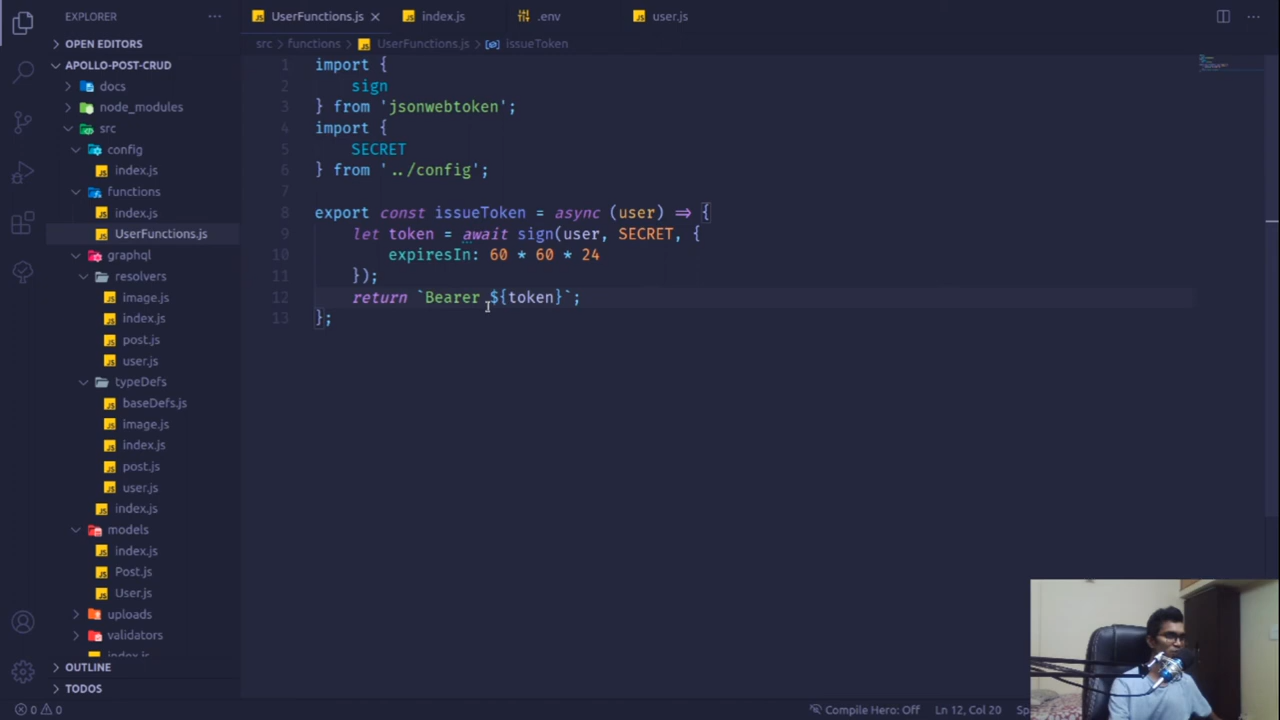 EXPLORER
OPEN EDITORS
APOLLO-POST-CRUD
docs
node_modules
src
config
index.js
functions
index.js
UserFunctions.js
graphql
resolvers
image.js
index.js
post.js
user.js
typeDefs
baseDefs.js
image.js
index.js
post.js
user.js
index.js
models
index.js
Post.js
User.js
uploads
validators
index.js
OUTLINE
TODOS
UserFunctions.js
index.js
.env
user.js
src > functions > UserFunctions.js > issueToken
1 import {
2 sign
3 } from 'jsonwebtoken';
4 import {
5 SECRET
6 } from '../config';
7
8 export const issueToken = async (user) => {
9 let token = await sign(user, SECRET, {
10 expiresIn: 60 * 60 * 24
11 });
12 return `Bearer ${token}`;
13 };
0 0
Compile Hero: Off
Ln 12, Col 20